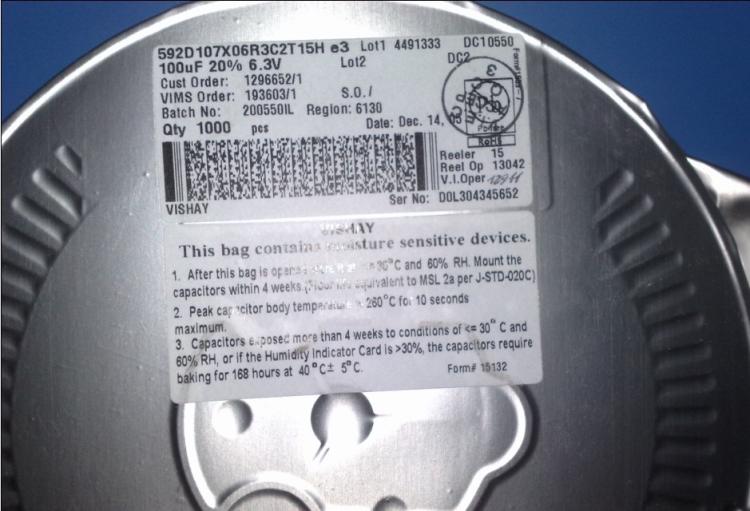 592D107X06R3C2T15H e3 Lot1 4491333 DC10550
100uF 20% 6.3V Lot2 DC2
Cust Order: 1296652/1
VIMS Order: 193603/1 S.O./
Batch No: 200550IL Region: 6130
Qty 1000 pcs Date: Dec. 14,
RoHS
Reeler 15
Reel Op 13042
V.I.Oper
VISHAY Ser No: D0L304345652
VISHAY
This bag contains moisture sensitive devices.
1. After this bag is opened 30°C and 60% RH. Mount the
capacitors within 4 weeks (Floor life equivalent to MSL 2a per J-STD-020C)
2. Peak capacitor body temperature 260°C for 10 seconds
maximum.
3. Capacitors exposed more than 4 weeks to conditions of <= 30° C and
60% RH, or if the Humidity Indicator Card is >30%, the capacitors require
baking for 168 hours at 40°C± 5°C. Form# 15132